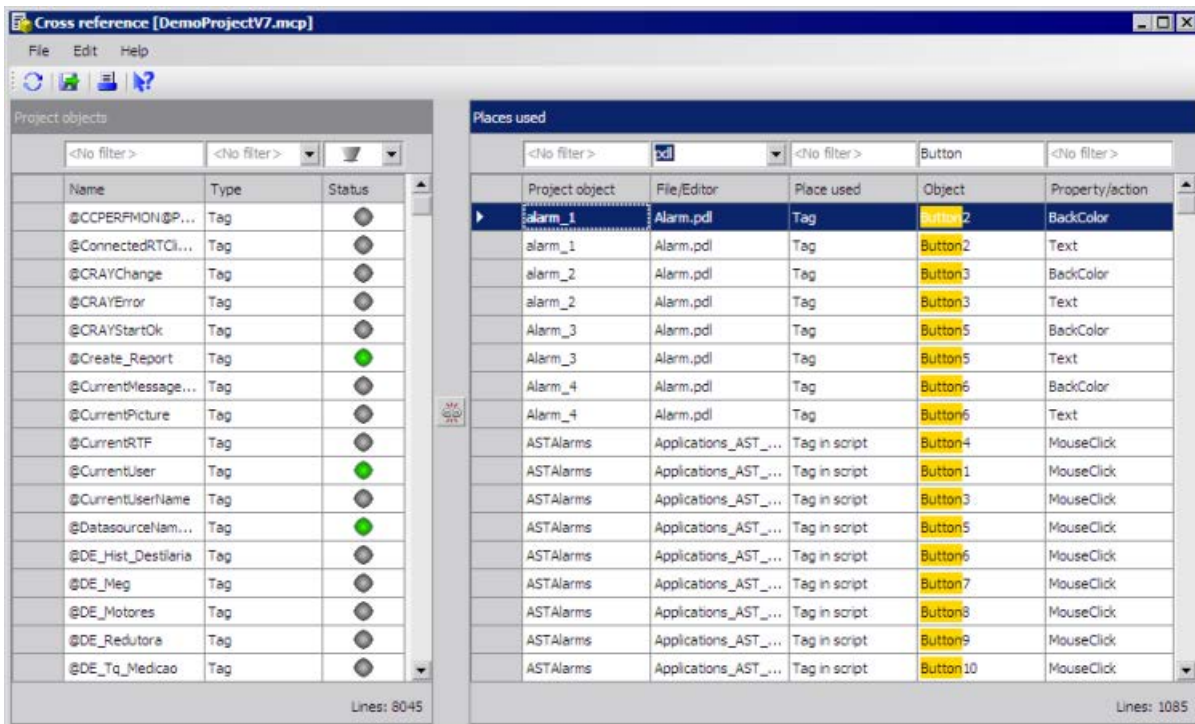 Cross reference [DemoProjectV7.mcp]
File Edit Help
Project objects
<No filter> <No filter>
Name Type Status
@CCPERFMON@P... Tag
@ConnectedRTCli... Tag
@CRAYChange Tag
@CRAYError Tag
@CRAYStartOk Tag
@Create_Report Tag
@CurrentMessage... Tag
@CurrentPicture Tag
@CurrentRTF Tag
@CurrentUser Tag
@CurrentUserName Tag
@DatasourceNam... Tag
@DE_Hist_Destilaria Tag
@DE_Meg Tag
@DE_Motores Tag
@DE_Redutora Tag
@DE_Tq_Medicao Tag
Lines: 8045
Places used
<No filter> pdl <No filter> Button <No filter>
Project object File/Editor Place used Object Property/action
alarm_1 Alarm.pdl Tag Button2 BackColor
alarm_1 Alarm.pdl Tag Button2 Text
alarm_2 Alarm.pdl Tag Button3 BackColor
alarm_2 Alarm.pdl Tag Button3 Text
Alarm_3 Alarm.pdl Tag Button5 BackColor
Alarm_3 Alarm.pdl Tag Button5 Text
Alarm_4 Alarm.pdl Tag Button6 BackColor
Alarm_4 Alarm.pdl Tag Button6 Text
ASTAlarms Applications_AST_... Tag in script Button4 MouseClick
ASTAlarms Applications_AST_... Tag in script Button1 MouseClick
ASTAlarms Applications_AST_... Tag in script Button3 MouseClick
ASTAlarms Applications_AST_... Tag in script Button5 MouseClick
ASTAlarms Applications_AST_... Tag in script Button6 MouseClick
ASTAlarms Applications_AST_... Tag in script Button7 MouseClick
ASTAlarms Applications_AST_... Tag in script Button8 MouseClick
ASTAlarms Applications_AST_... Tag in script Button9 MouseClick
ASTAlarms Applications_AST_... Tag in script Button10 MouseClick
Lines: 1085